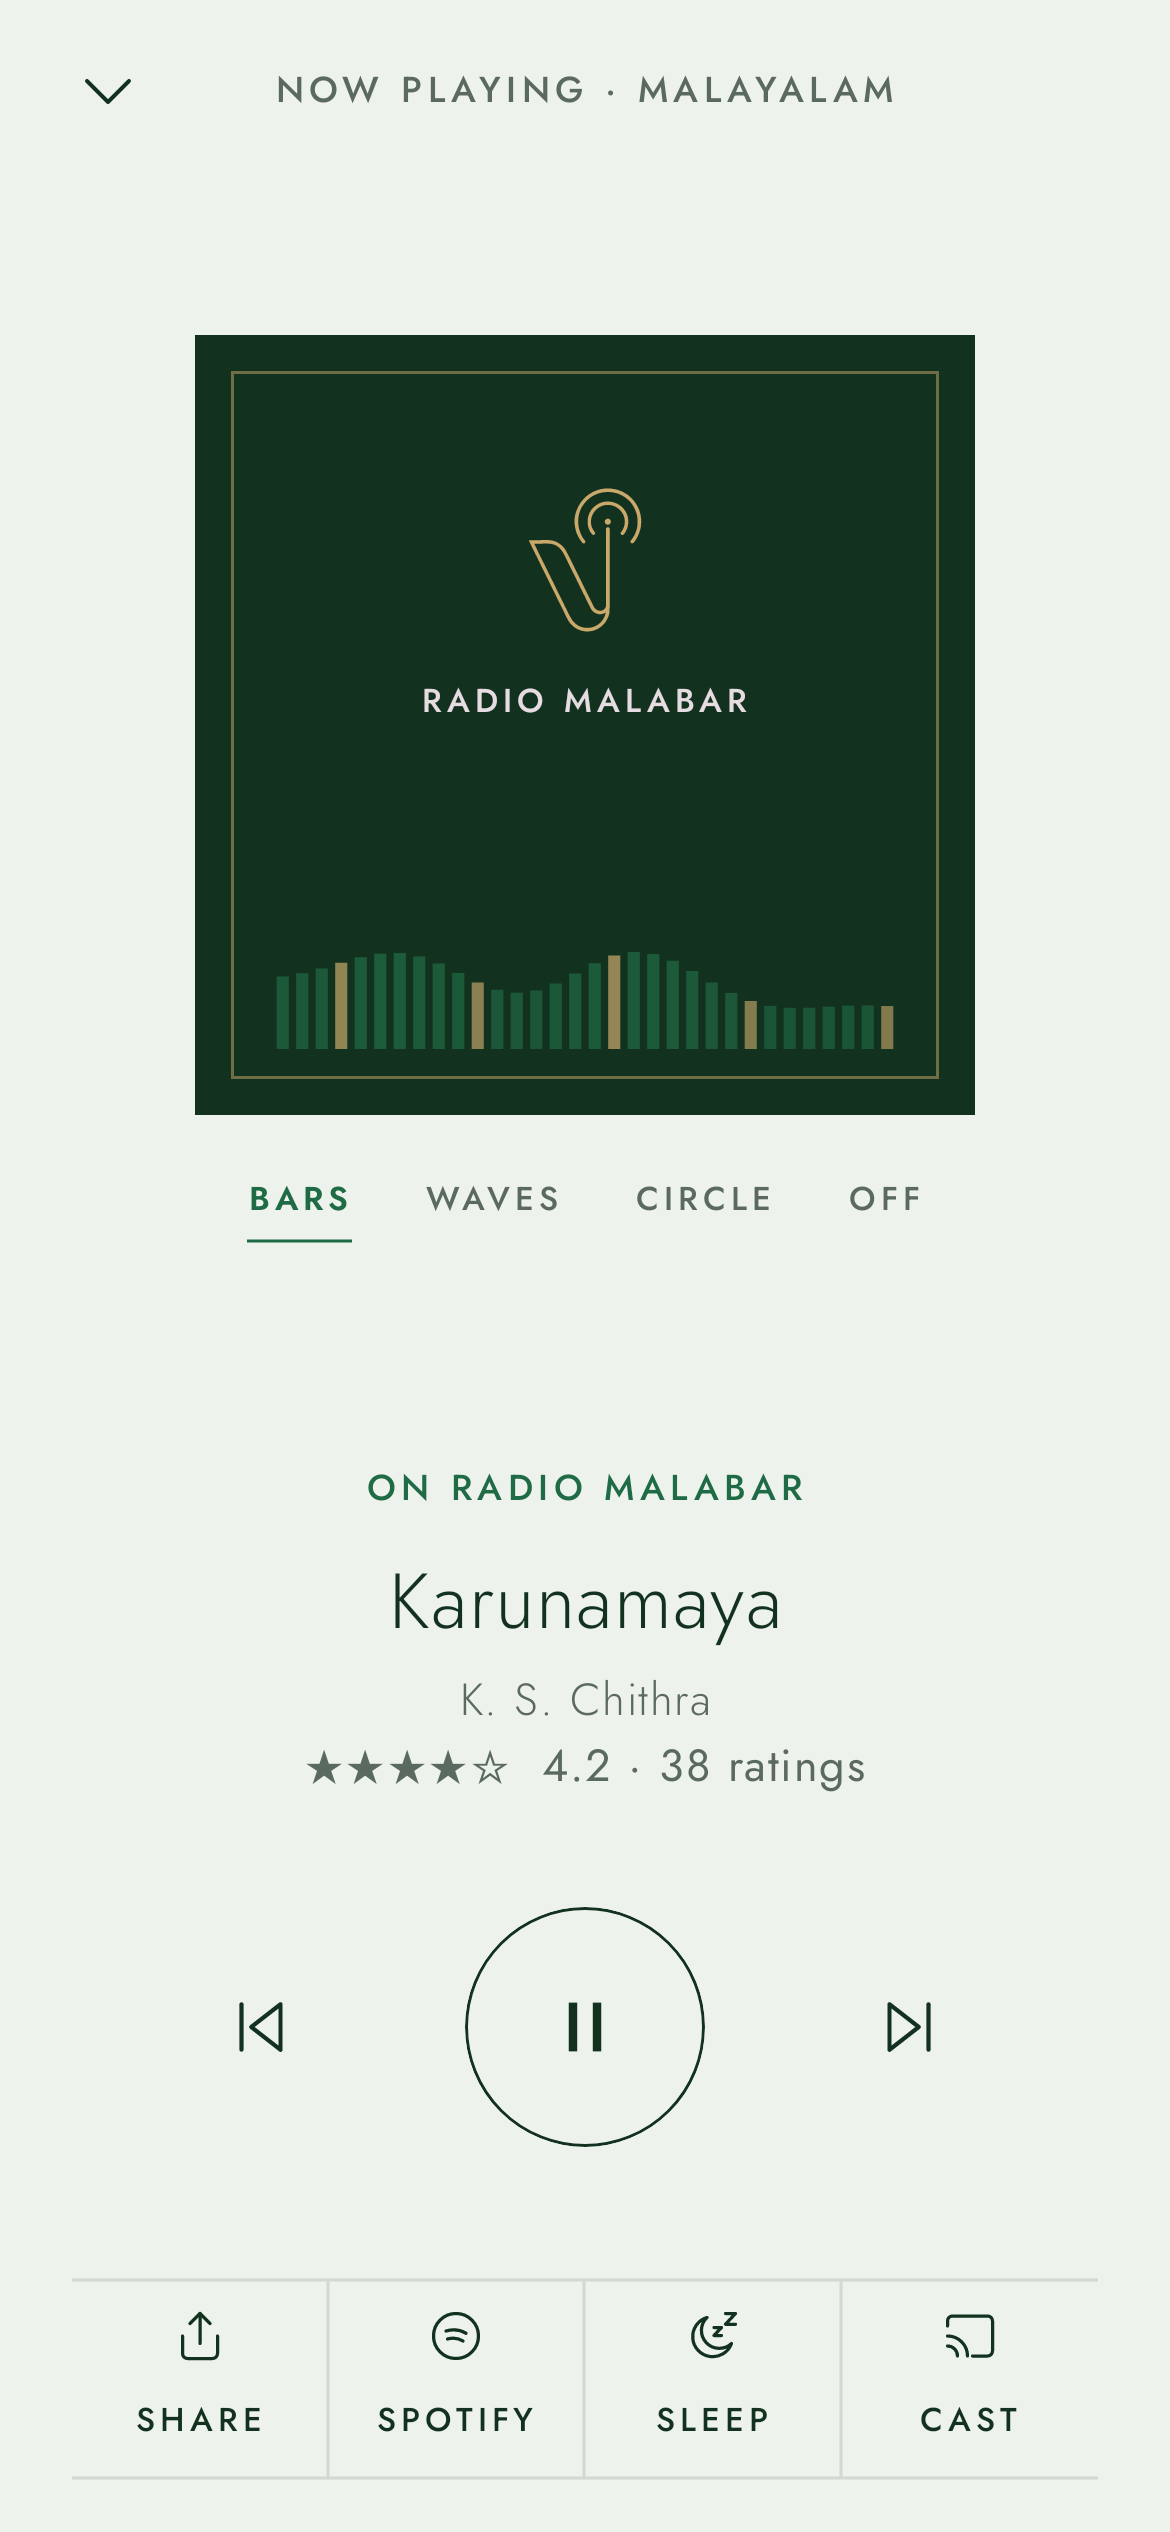 NOW PLAYING · MALAYALAM
RADIO MALABAR
BARS WAVES CIRCLE OFF
ON RADIO MALABAR
Karunamaya
K. S. Chithra
★★★★☆ 4.2 · 38 ratings
SHARE SPOTIFY SLEEP CAST